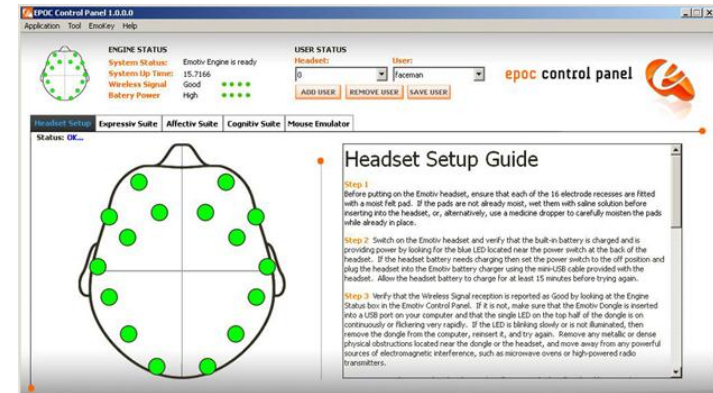 EPOC Control Panel 1.0.0.0
Application Tool EmoKey Help
ENGINE STATUS
System Status: Emotiv Engine is ready
System Up Time: 15.7166
Wireless Signal Good
Batery Power High
USER STATUS
Headset: User:
0 faceman
ADD USER REMOVE USER SAVE USER
epoc control panel
Headset Setup Expressiv Suite Affectiv Suite Cognitiv Suite Mouse Emulator
Status: OK...
Headset Setup Guide
Step 1
Before putting on the Emotiv headset, ensure that each of the 16 electrode recesses are fitted
with a moist felt pad. If the pads are not already moist, wet them with saline solution before
inserting into the headset, or, alternatively, use a medicine dropper to carefully moisten the pads
while already in place.
Step 2 Switch on the Emotiv headset and verify that the built-in battery is charged and is
providing power by looking for the blue LED located near the power switch at the back of the
headset. If the headset battery needs charging then set the power switch to the off position and
plug the headset into the Emotiv battery charger using the mini-USB cable provided with the
headset. Allow the headset battery to charge for at least 15 minutes before trying again.
Step 3 Verify that the Wireless Signal reception is reported as Good by looking at the Engine
Status box in the Emotiv Control Panel. If it is not, make sure that the Emotiv Dongle is inserted
into a USB port on your computer and that the single LED on the top half of the dongle is on
continuously or flickering very rapidly. If the LED is blinking slowly or is not illuminated, then
remove the dongle from the computer, reinsert it, and try again. Remove any metallic or dense
physical obstructions located near the dongle or the headset, and move away from any powerful
sources of electromagnetic interference, such as microwave ovens or high-powered radio
transmitters.